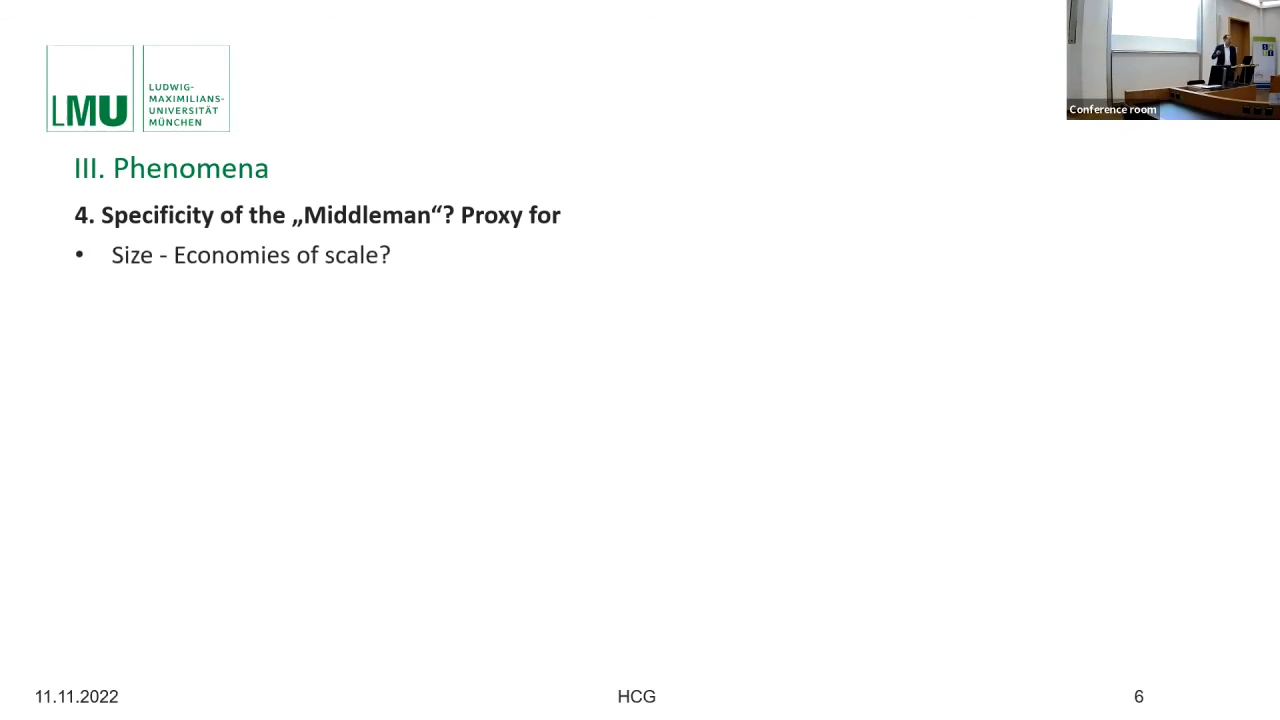 LMU
LUDWIG-
MAXIMILIANS-
UNIVERSITÄT
MÜNCHEN
Conference room
III. Phenomena
4. Specificity of the „Middleman“? Proxy for
• Size - Economies of scale?
11.11.2022
HCG
6